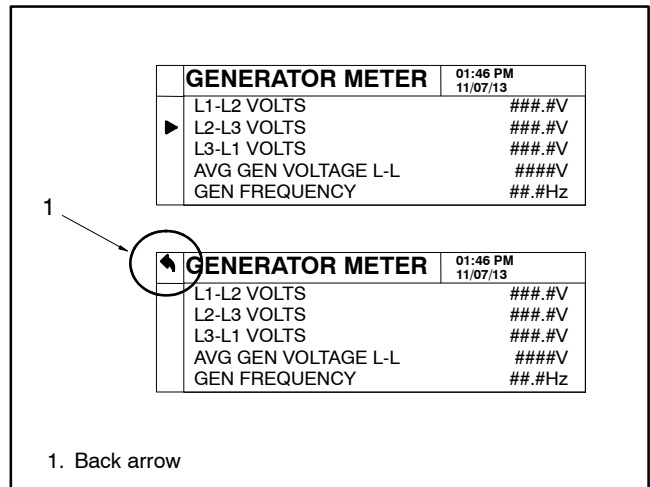 GENERATOR METER 01:46 PM 11/07/13
L1-L2 VOLTS ###.#V
L2-L3 VOLTS ###.#V
L3-L1 VOLTS ###.#V
AVG GEN VOLTAGE L-L ####V
GEN FREQUENCY ##.#Hz
1
GENERATOR METER 01:46 PM 11/07/13
L1-L2 VOLTS ###.#V
L2-L3 VOLTS ###.#V
L3-L1 VOLTS ###.#V
AVG GEN VOLTAGE L-L ####V
GEN FREQUENCY ##.#Hz
1. Back arrow